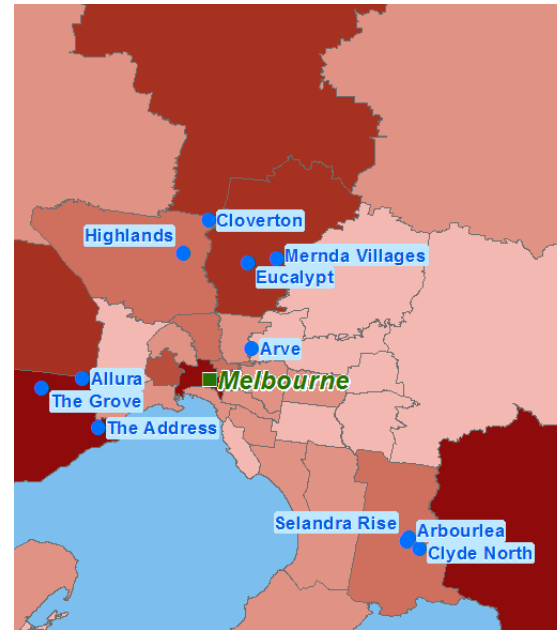 Cloverton
Highlands
Mernda Villages
Eucalypt
Arve
Melbourne
Allura
The Grove
The Address
Selandra Rise
Arbourlea
Clyde North